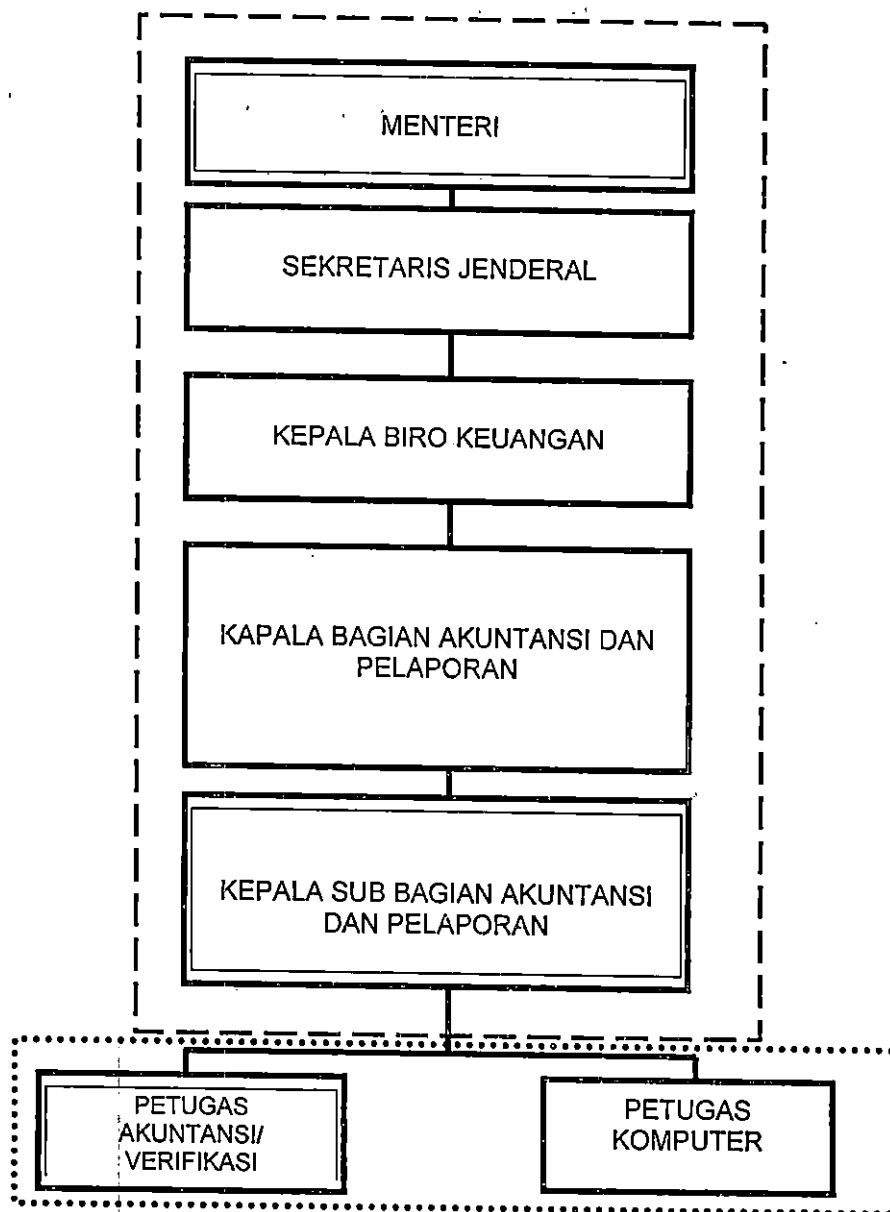 MENTERI
SEKRETARIS JENDERAL
KEPALA BIRO KEUANGAN
KAPALA BAGIAN AKUNTANSI DAN
PELAPORAN
KEPALA SUB BAGIAN AKUNTANSI
DAN PELAPORAN
PETUGAS
AKUNTANSI/
VERIFIKASI
PETUGAS
KOMPUTER